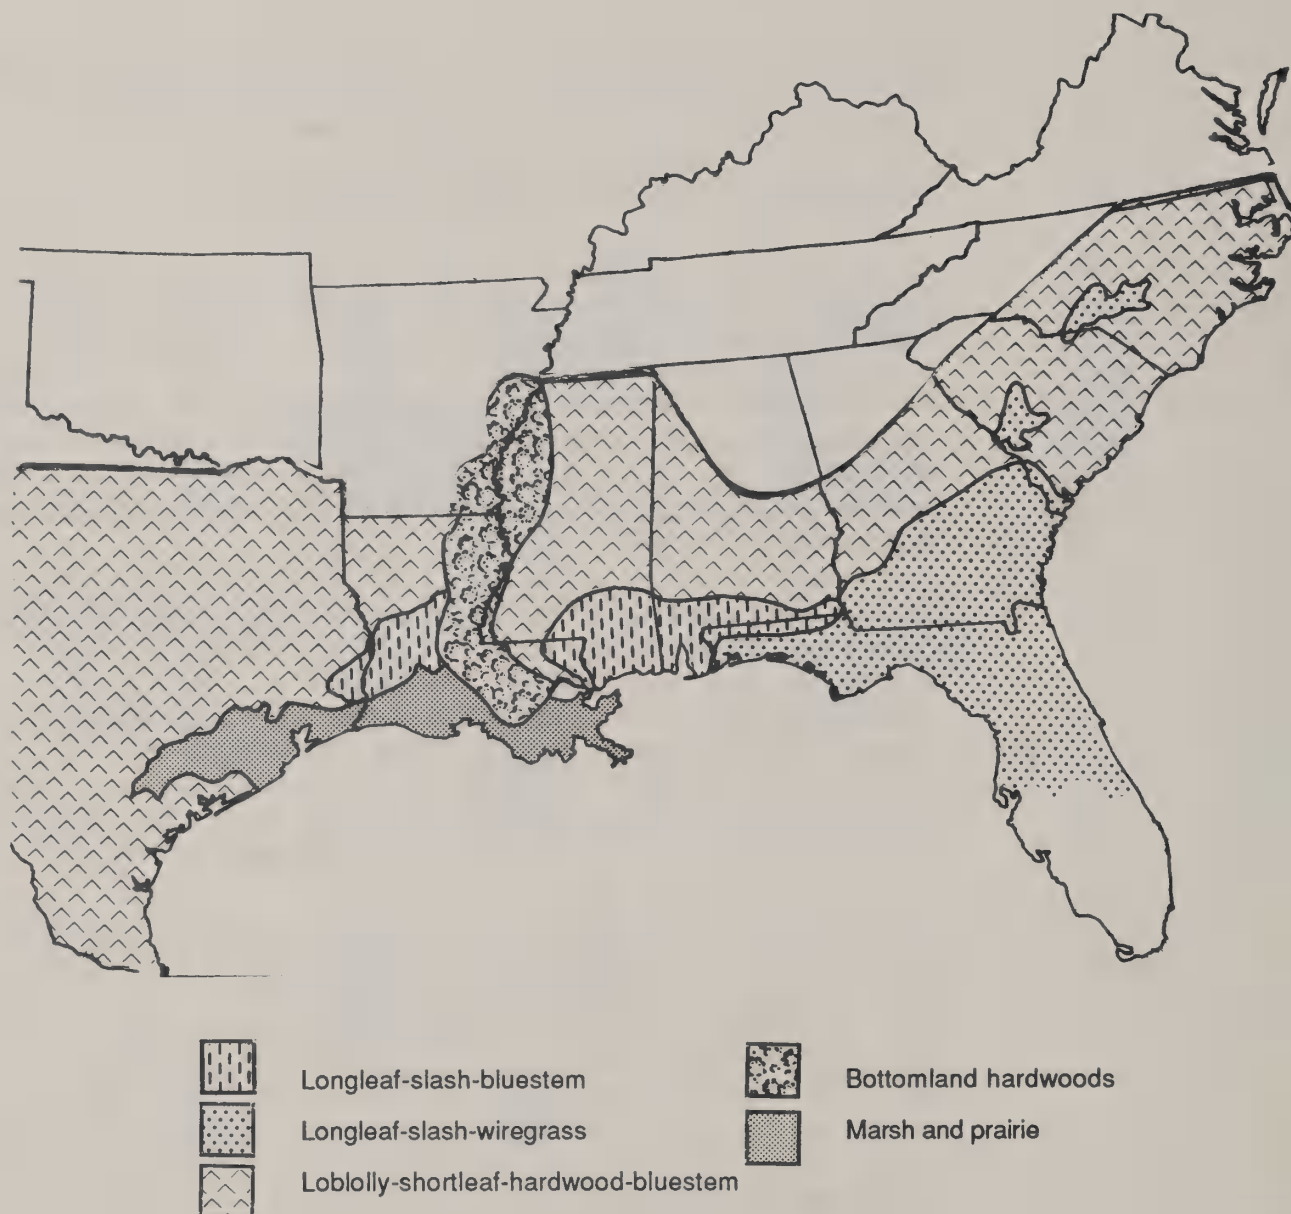 Longleaf-slash-bluestem
Longleaf-slash-wiregrass
Loblolly-shortleaf-hardwood-bluestem
Bottomland hardwoods
Marsh and prairie